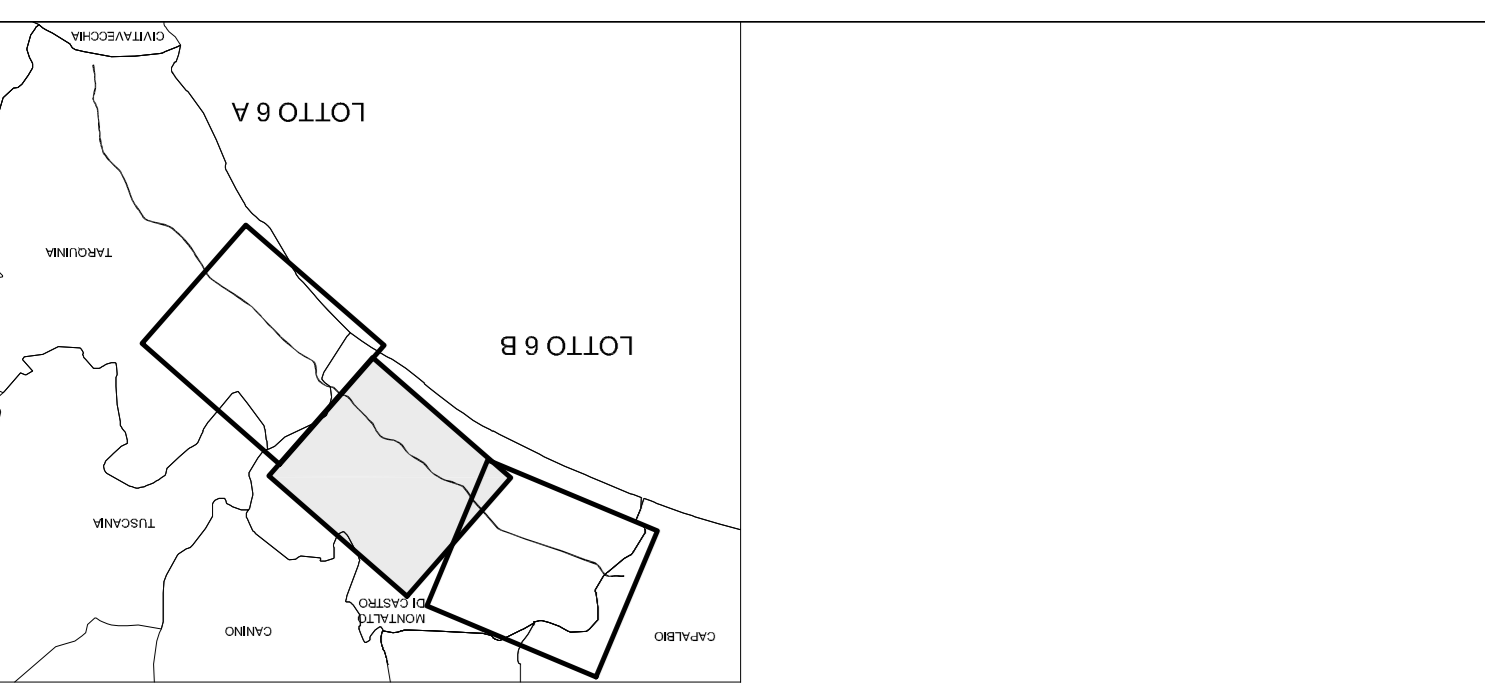 CAPALBIO
MONTALTO
DI CASTRO
CANINO
TUSCANIA
LOTTO 6 B
TARQUINIA
LOTTO 6 A
CIVITAVECCHIA